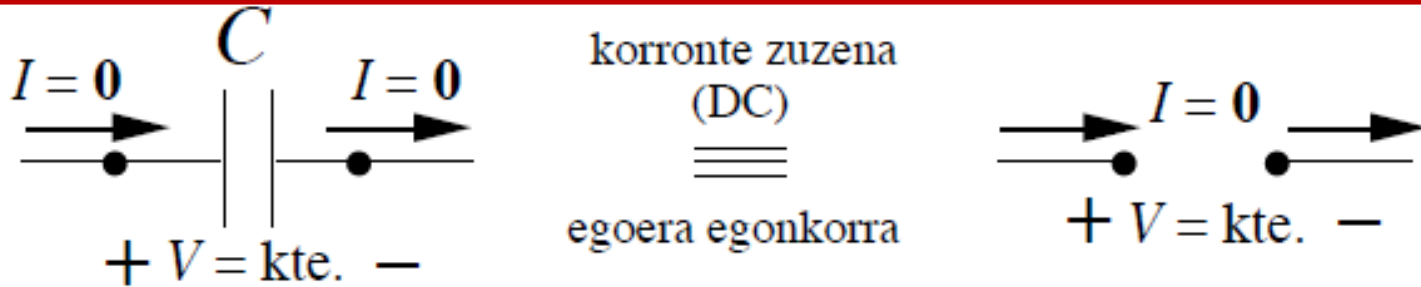 C
I = 0
I = 0
+ V = kte. −
korronte zuzena
(DC)
egoera egonkorra
I = 0
+ V = kte. −